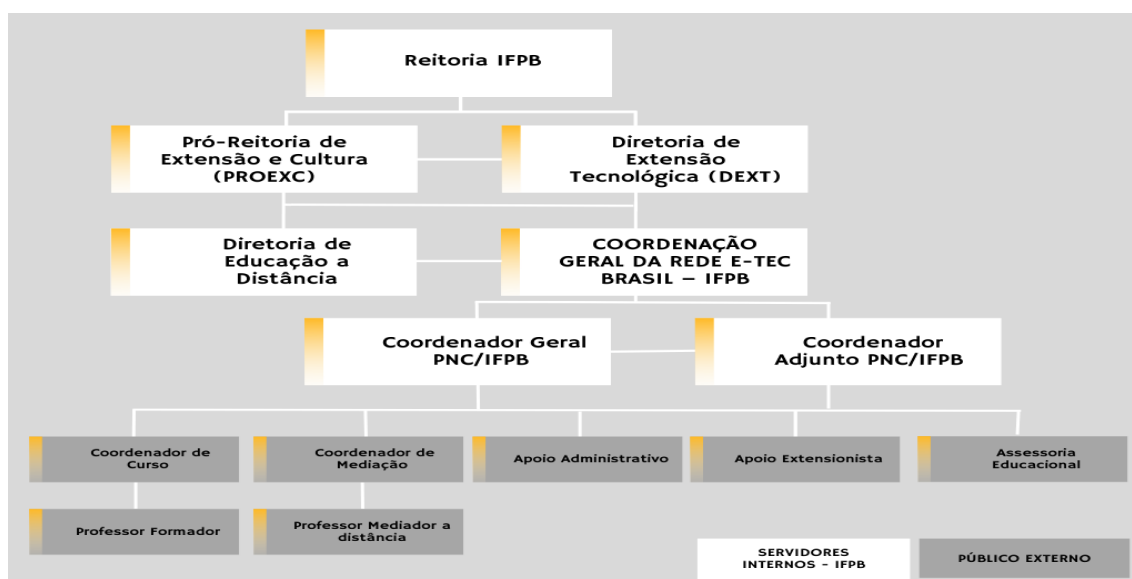 Reitoria IFPB
Pró-Reitoria de
Extensão e Cultura
(PROEXC)
Diretoria de
Extensão
Tecnológica (DEXT)
Diretoria de
Educação a
Distância
COORDENAÇÃO
GERAL DA REDE E-TEC
BRASIL – IFPB
Coordenador Geral
PNC/IFPB
Coordenador
Adjunto PNC/IFPB
Coordenador de
Curso
Coordenador de
Mediação
Apoio Administrativo
Apoio Extensionista
Assessoria
Educacional
Professor Formador
Professor Mediador a
distância
SERVIDORES
INTERNOS - IFPB
PÚBLICO EXTERNO